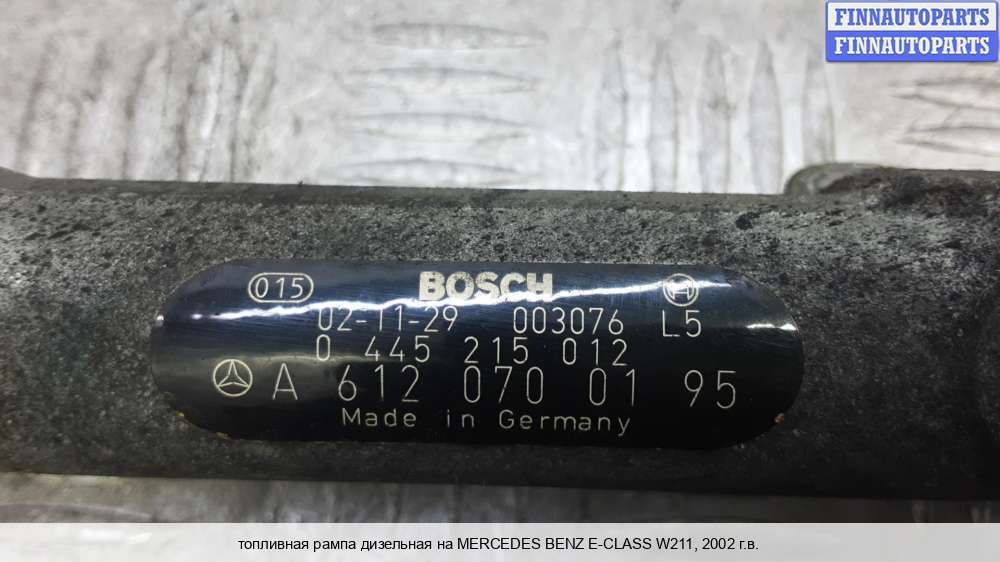 FINNAUTOPARTS
FINNAUTOPARTS
015 BOSCH
02-11-29 003076 L5
0 445 215 012
A 612 070 01 95
Made in Germany
топливная рампа дизельная на MERCEDES BENZ E-CLASS W211, 2002 г.в.